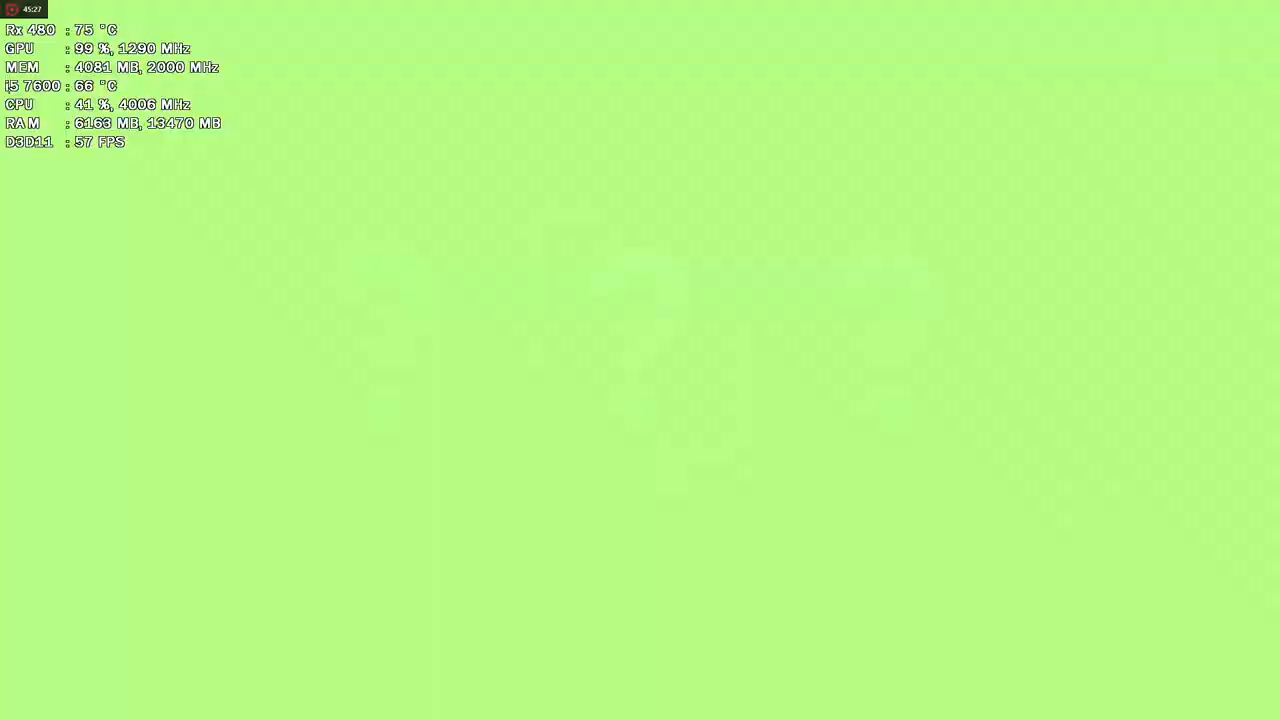 45:27
Rx 480 : 75 °C
GPU : 99 %, 1290 MHz
MEM : 4081 MB, 2000 MHz
i5 7600 : 66 °C
CPU : 41 %, 4006 MHz
RAM : 6163 MB, 13470 MB
D3D11 : 57 FPS
???